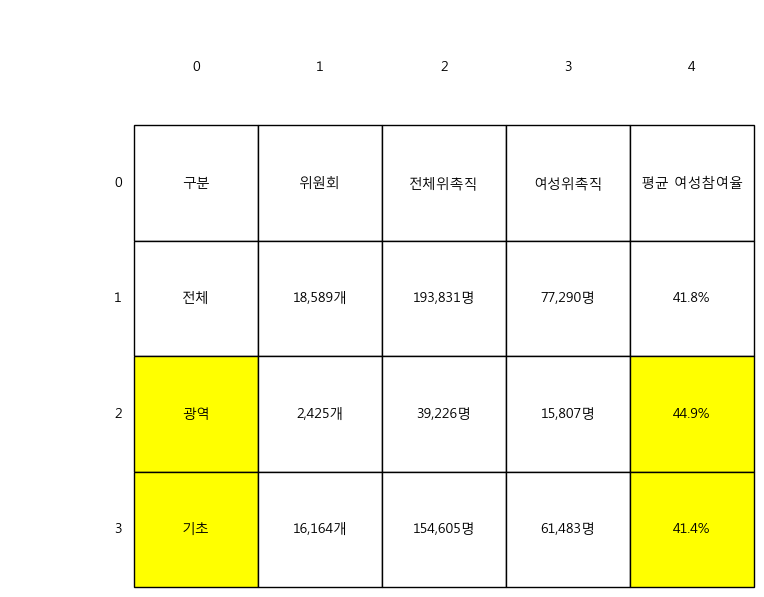 0 1 2 3 4
0 구분 위원회 전체위촉직 여성위촉직 평균 여성참여율
1 전체 18,589개 193,831명 77,290명 41.8%
2 광역 2,425개 39,226명 15,807명 44.9%
3 기초 16,164개 154,605명 61,483명 41.4%